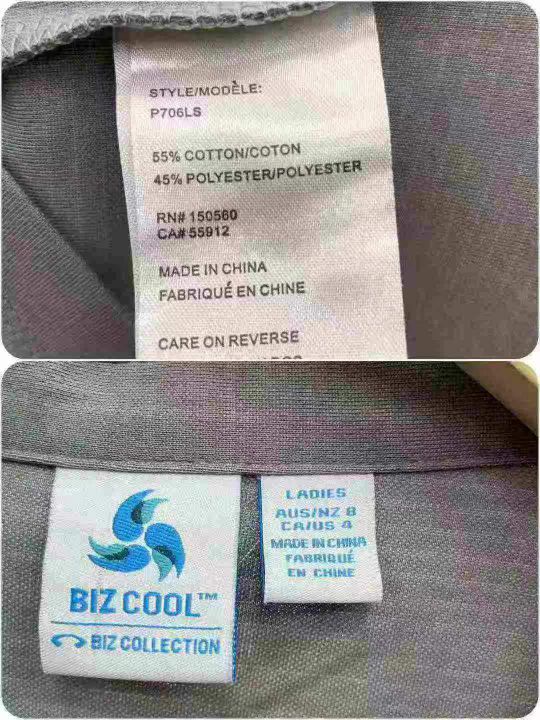 STYLE/MODÈLE:
P706LS
55% COTTON/COTON
45% POLYESTER/POLYESTER
RN# 150560
CA# 55912
MADE IN CHINA
FABRIQUÉ EN CHINE
CARE ON REVERSE
BIZ COOL™
BIZ COLLECTION
LADIES
AUS/NZ 8
CA/US 4
MADE IN CHINA
FABRIQUÉ
EN CHINE